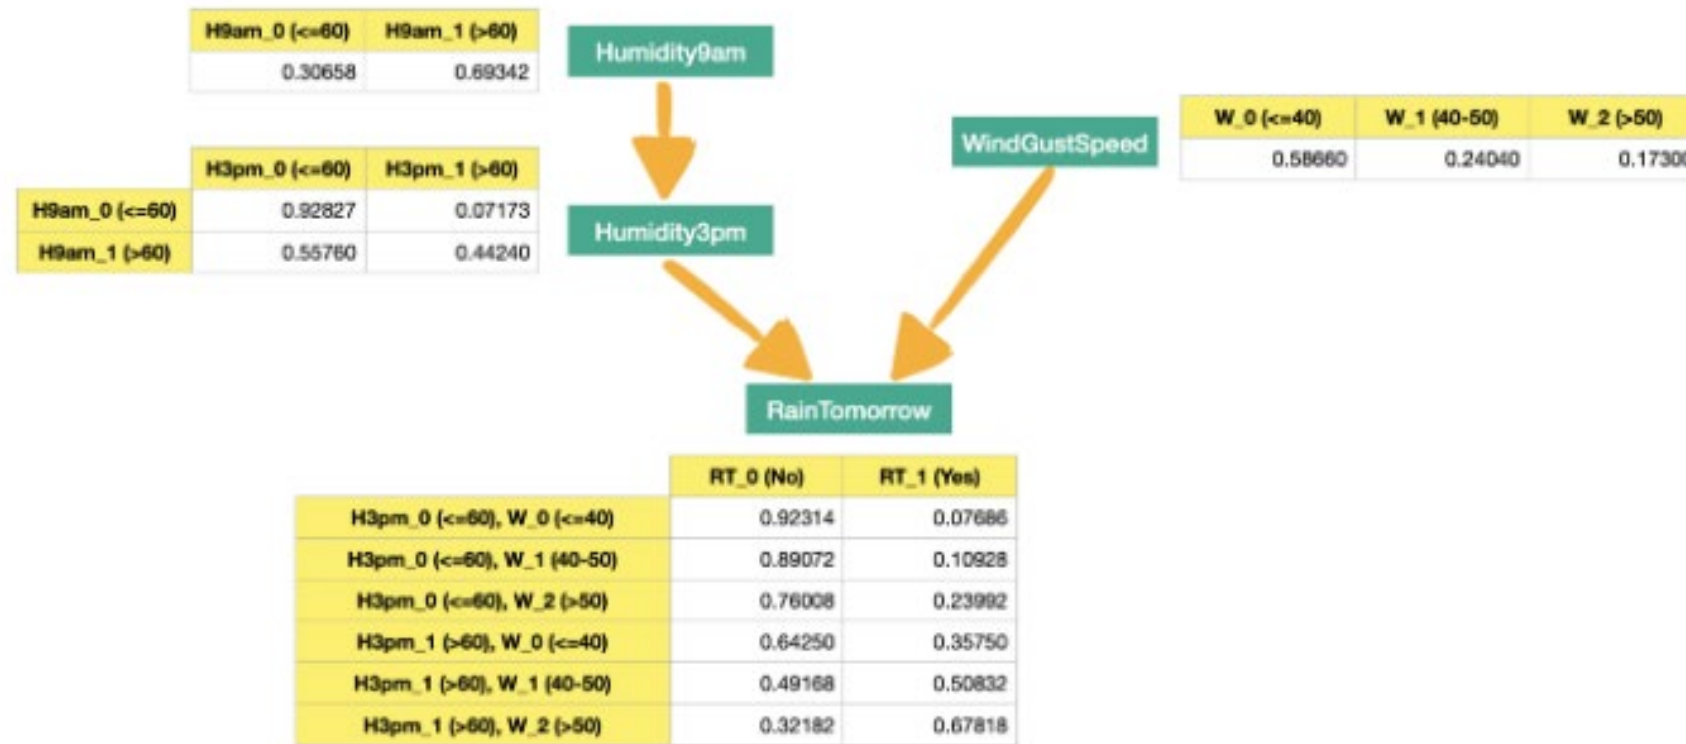 H9am_0 (<=60) H9am_1 (>60)
0.30658 0.69342
Humidity9am
W_0 (<=40) W_1 (40-50) W_2 (>50)
0.58660 0.24040 0.17300
WindGustSpeed
H3pm_0 (<=60) H3pm_1 (>60)
H9am_0 (<=60) 0.92827 0.07173
H9am_1 (>60) 0.55760 0.44240
Humidity3pm
RainTomorrow
RT_0 (No) RT_1 (Yes)
H3pm_0 (<=60), W_0 (<=40) 0.92314 0.07686
H3pm_0 (<=60), W_1 (40-50) 0.89072 0.10928
H3pm_0 (<=60), W_2 (>50) 0.76008 0.23992
H3pm_1 (>60), W_0 (<=40) 0.64250 0.35750
H3pm_1 (>60), W_1 (40-50) 0.49168 0.50832
H3pm_1 (>60), W_2 (>50) 0.32182 0.67818